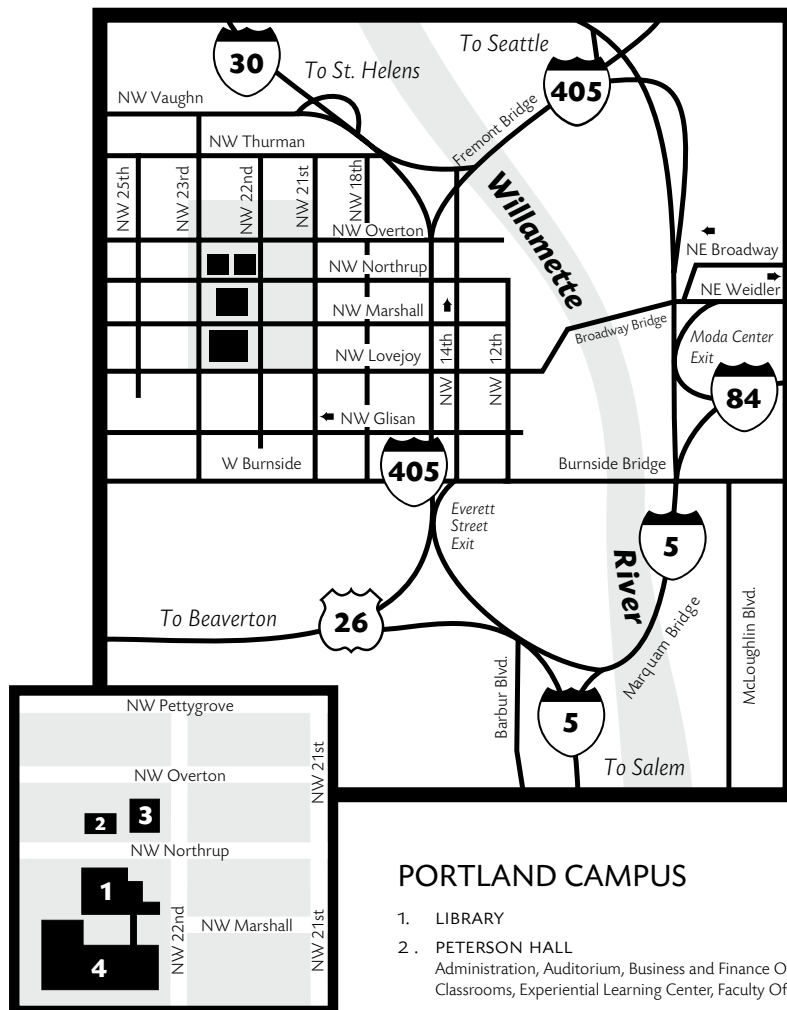 30
To St. Helens
To Seattle
405
NW Vaughn
Fremont Bridge
NW Thurman
NW 25th
NW 23rd
NW 22nd
NW 21st
NW 18th
Willamette
NW Overton
NE Broadway
NW Northrup
NE Weidler
NW Marshall
Broadway Bridge
Moda Center
Exit
NW 14th
NW 12th
NW Lovejoy
84
NW Glisan
W Burnside
405
Burnside Bridge
Everett
Street
Exit
5
River
To Beaverton
26
Marquam Bridge
McLoughlin Blvd.
Barbur Blvd.
5
To Salem
NW Pettygrove
NW 21st
NW Overton
2
3
NW Northrup
1
NW 22nd
NW Marshall
NW 21st
4
PORTLAND CAMPUS
1. LIBRARY
2. PETERSON HALL
Administration, Auditorium, Business and Finance O
Classrooms, Experiential Learning Center, Faculty Of